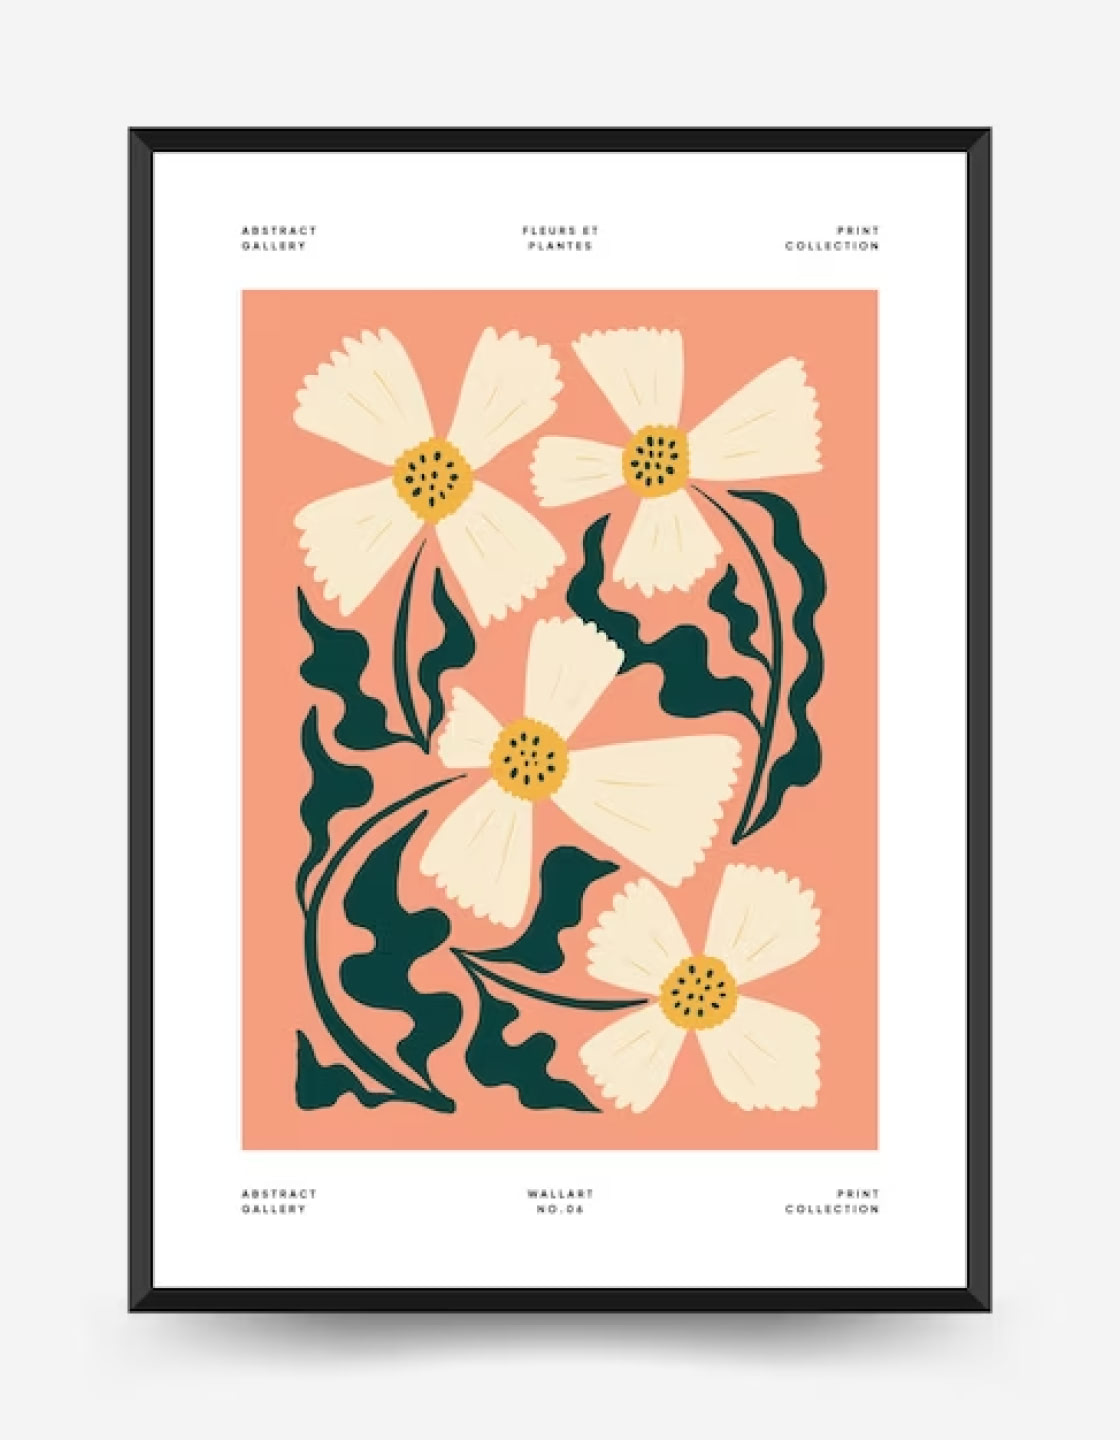 ABSTRACT
GALLERY
FLEURS ET
PLANTES
PRINT
COLLECTION
ABSTRACT
GALLERY
WALLART
NO.06
PRINT
COLLECTION